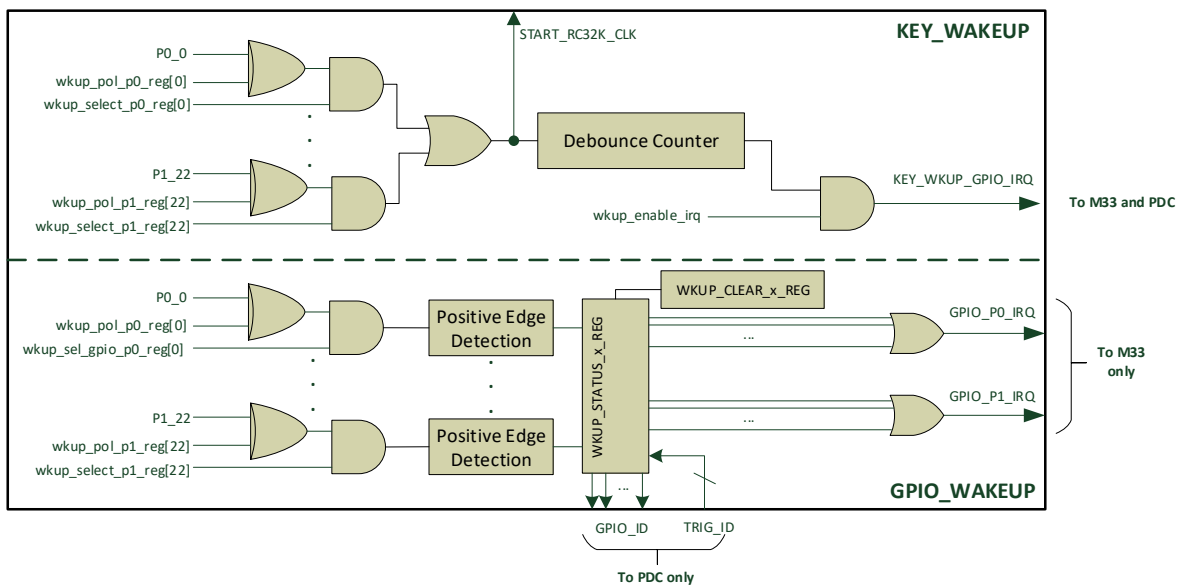 KEY_WAKEUP
START_RC32K_CLK
P0_0
wkup_pol_p0_reg[0]
wkup_select_p0_reg[0]
Debounce Counter
P1_22
wkup_pol_p1_reg[22]
wkup_select_p1_reg[22]
KEY_WKUP_GPIO_IRQ
wkup_enable_irq
To M33 and PDC
P0_0
wkup_pol_p0_reg[0]
wkup_sel_gpio_p0_reg[0]
Positive Edge
Detection
WKUP_STATUS_x_REG
WKUP_CLEAR_x_REG
...
GPIO_P0_IRQ
To M33
only
P1_22
wkup_pol_p1_reg[22]
wkup_select_p1_reg[22]
Positive Edge
Detection
...
GPIO_P1_IRQ
...
GPIO_WAKEUP
GPIO_ID
TRIG_ID
To PDC only